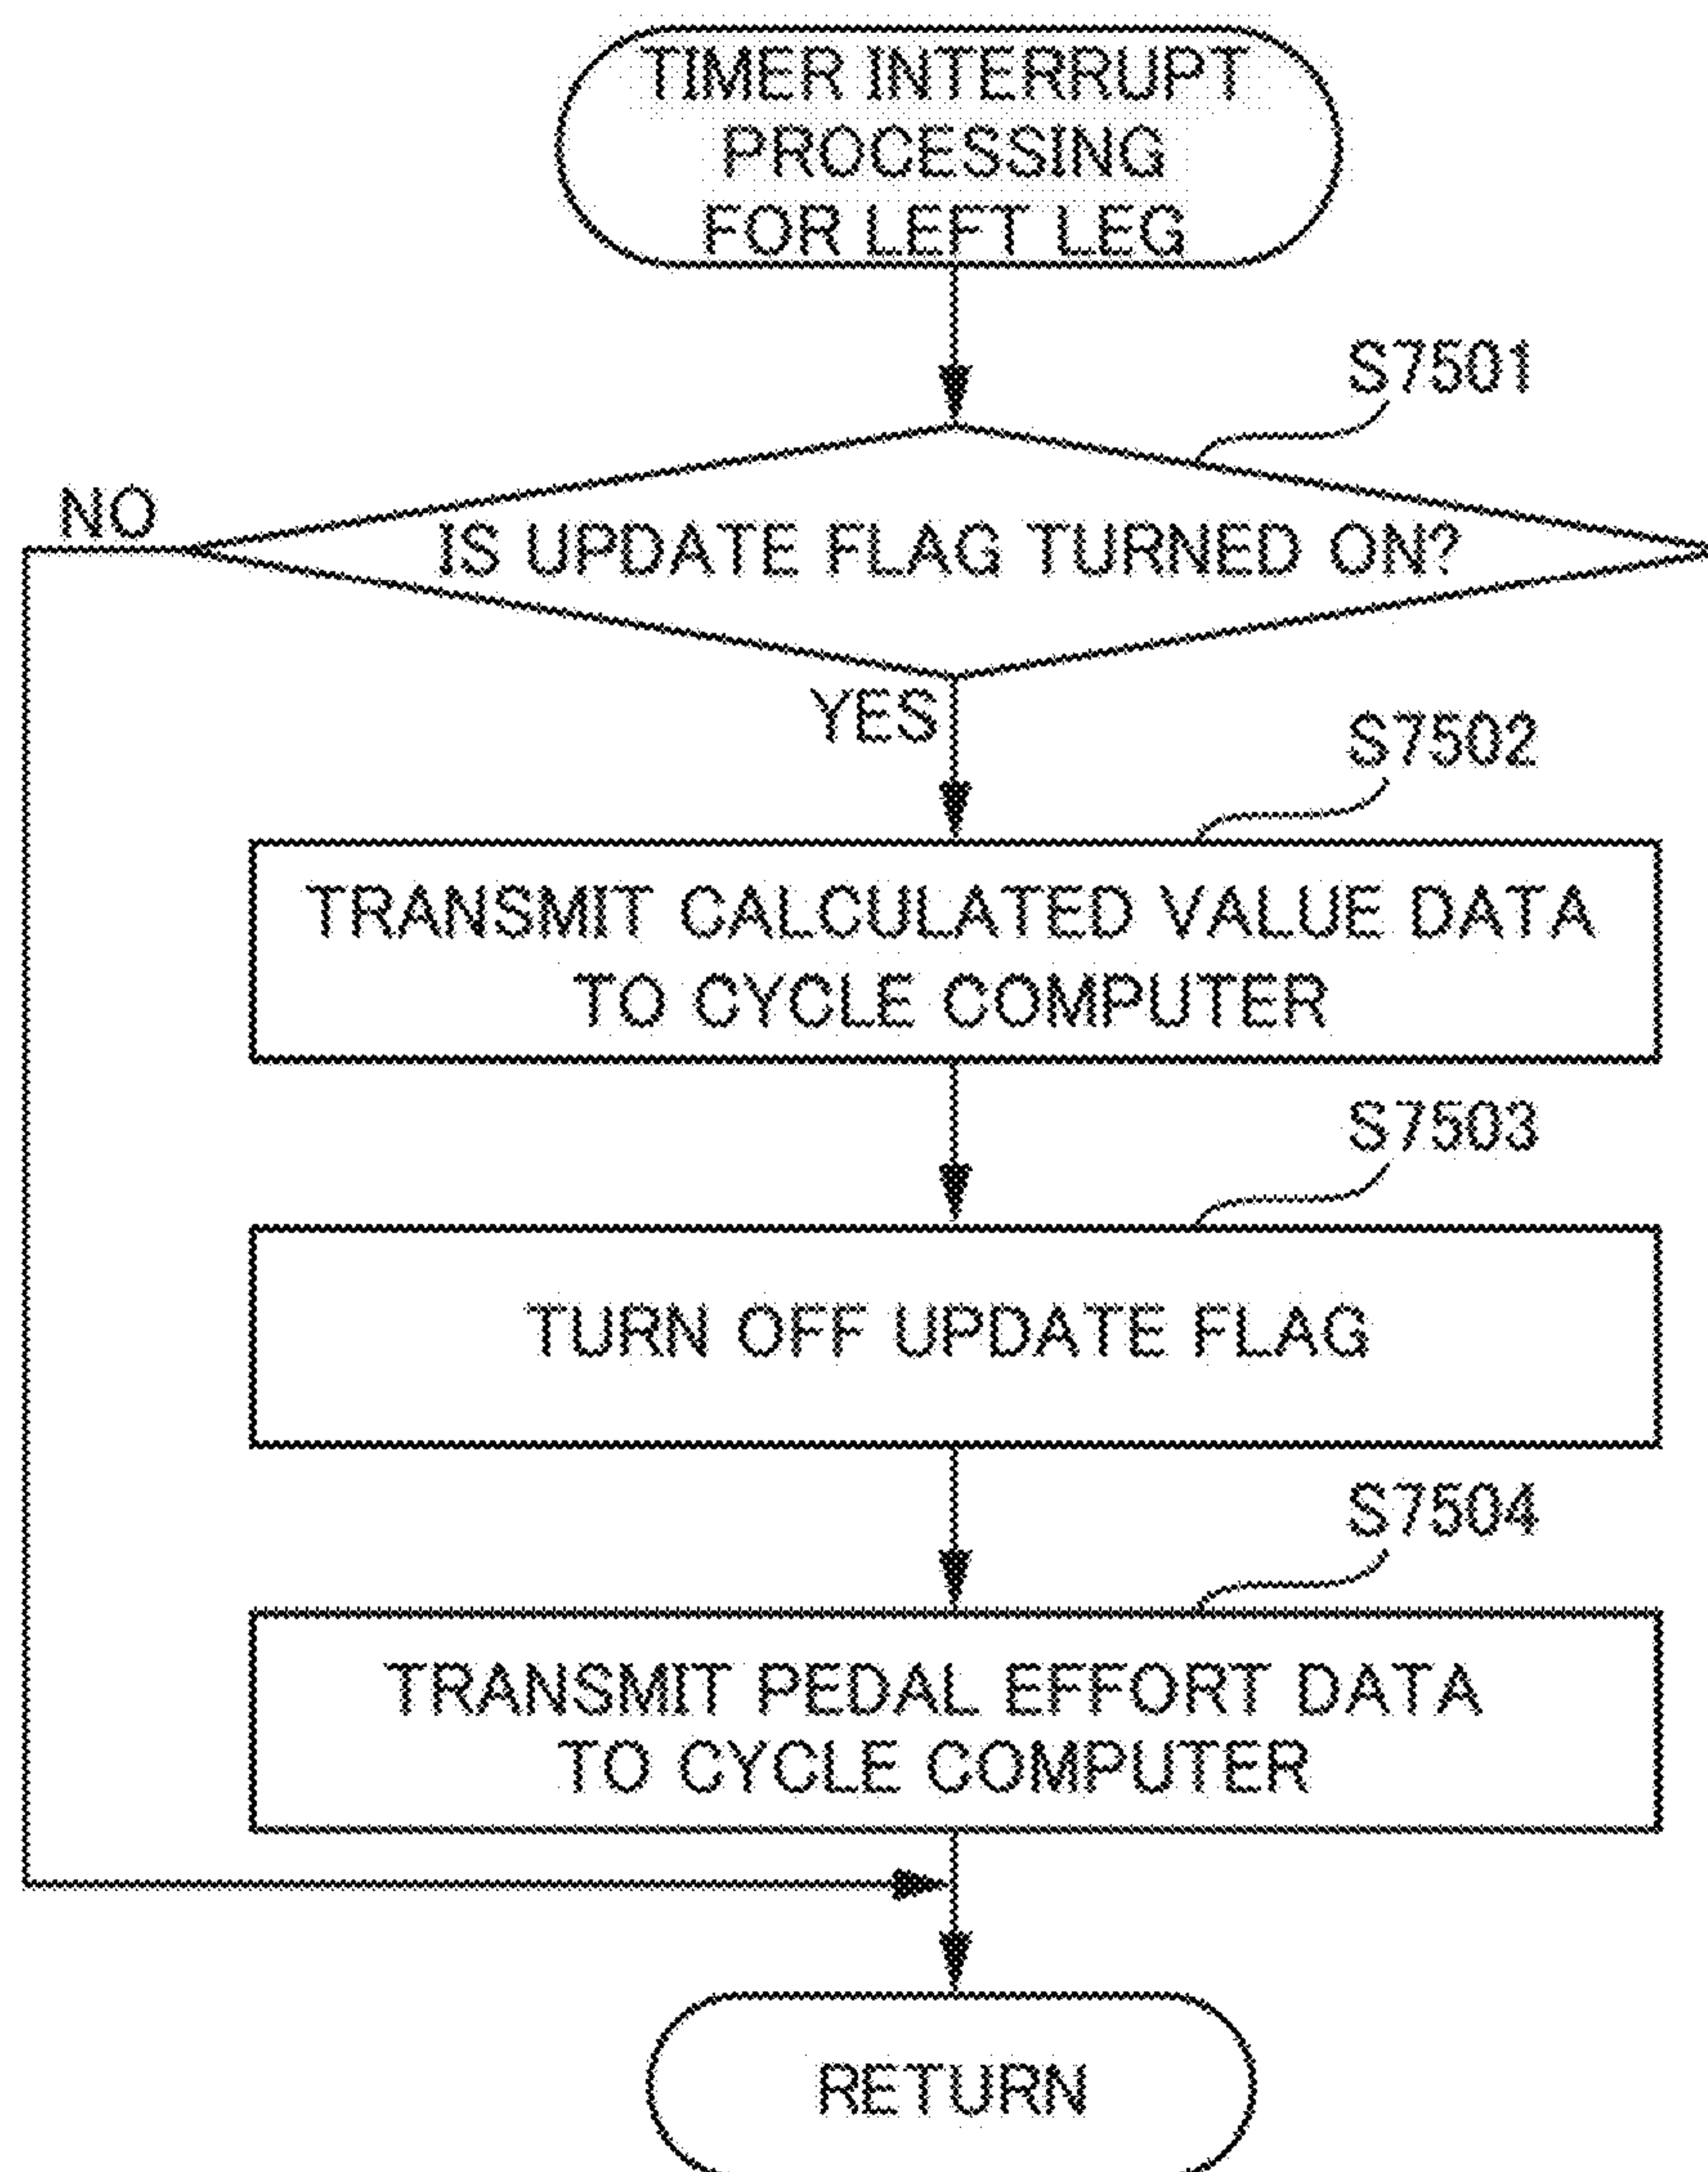 TIMER INTERRUPT
PROCESSING
FOR LEFT LEG
S7501
NO
IS UPDATE FLAG TURNED ON?
YES
S7502
TRANSMIT CALCULATED VALUE DATA
TO CYCLE COMPUTER
S7503
TURN OFF UPDATE FLAG
S7504
TRANSMIT PEDAL EFFORT DATA
TO CYCLE COMPUTER
RETURN